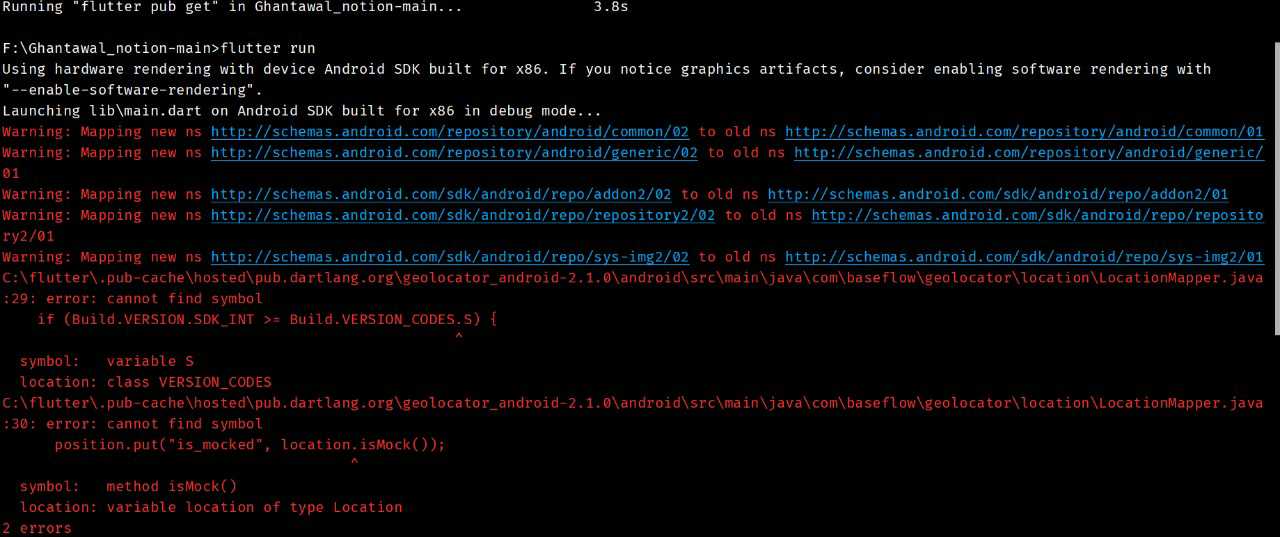 Running "flutter pub get" in Ghantawal_notion-main...               3.8s
F:\Ghantawal_notion-main>flutter run
Using hardware rendering with device Android SDK built for x86. If you notice graphics artifacts, consider enabling software rendering with
"--enable-software-rendering".
Launching lib\main.dart on Android SDK built for x86 in debug mode...
Warning: Mapping new ns http://schemas.android.com/repository/android/common/02 to old ns http://schemas.android.com/repository/android/common/01
Warning: Mapping new ns http://schemas.android.com/repository/android/generic/02 to old ns http://schemas.android.com/repository/android/generic/
01
Warning: Mapping new ns http://schemas.android.com/sdk/android/repo/addon2/02 to old ns http://schemas.android.com/sdk/android/repo/addon2/01
Warning: Mapping new ns http://schemas.android.com/sdk/android/repo/repository2/02 to old ns http://schemas.android.com/sdk/android/repo/reposito
ry2/01
Warning: Mapping new ns http://schemas.android.com/sdk/android/repo/sys-img2/02 to old ns http://schemas.android.com/sdk/android/repo/sys-img2/01
C:\flutter\.pub-cache\hosted\pub.dartlang.org\geolocator_android-2.1.0\android\src\main\java\com\baseflow\geolocator\location\LocationMapper.java
:29: error: cannot find symbol
    if (Build.VERSION.SDK_INT >= Build.VERSION_CODES.S) {
                                                    ^
  symbol:   variable S
  location: class VERSION_CODES
C:\flutter\.pub-cache\hosted\pub.dartlang.org\geolocator_android-2.1.0\android\src\main\java\com\baseflow\geolocator\location\LocationMapper.java
:30: error: cannot find symbol
      position.put("is_mocked", location.isMock());
                                        ^
  symbol:   method isMock()
  location: variable location of type Location
2 errors